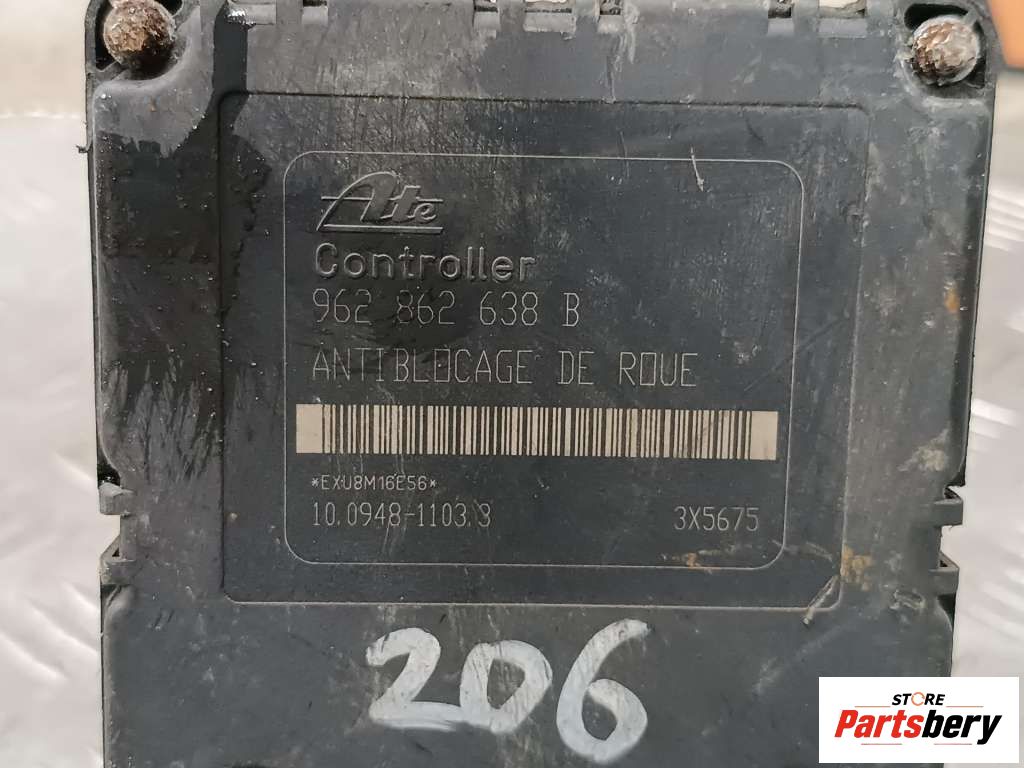 Ate
Controller
962 862 638 B
ANTIBLOCAGE DE ROUE
*EXU8M16E56*
10.0948-1103.3 3X5675
206
STORE
Partsbery